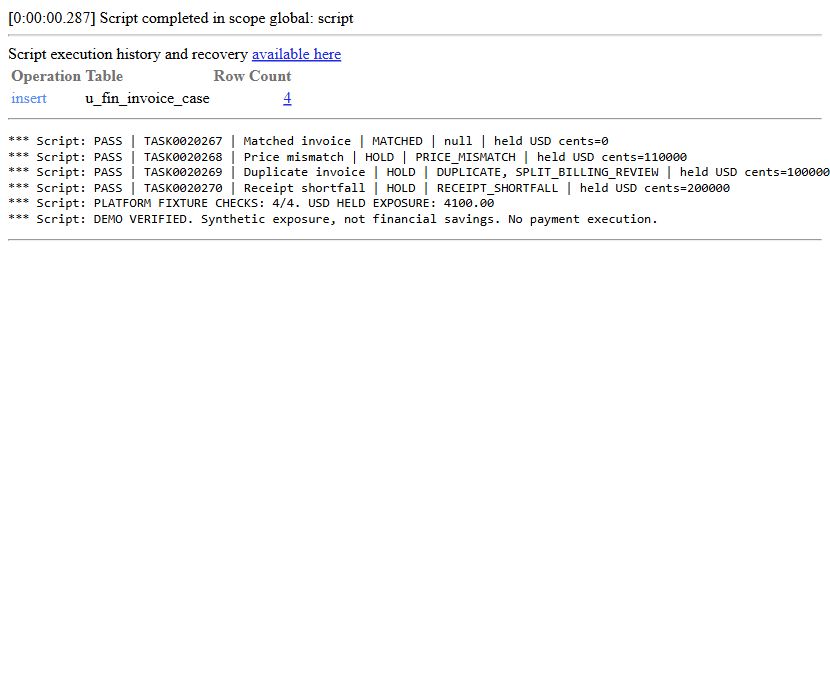 [0:00:00.287] Script completed in scope global: script
Script execution history and recovery available here
Operation Table Row Count
insert u_fin_invoice_case 4
*** Script: PASS | TASK0020267 | Matched invoice | MATCHED | null | held USD cents=0
*** Script: PASS | TASK0020268 | Price mismatch | HOLD | PRICE_MISMATCH | held USD cents=110000
*** Script: PASS | TASK0020269 | Duplicate invoice | HOLD | DUPLICATE, SPLIT_BILLING_REVIEW | held USD cents=100000
*** Script: PASS | TASK0020270 | Receipt shortfall | HOLD | RECEIPT_SHORTFALL | held USD cents=200000
*** Script: PLATFORM FIXTURE CHECKS: 4/4. USD HELD EXPOSURE: 4100.00
*** Script: DEMO VERIFIED. Synthetic exposure, not financial savings. No payment execution.